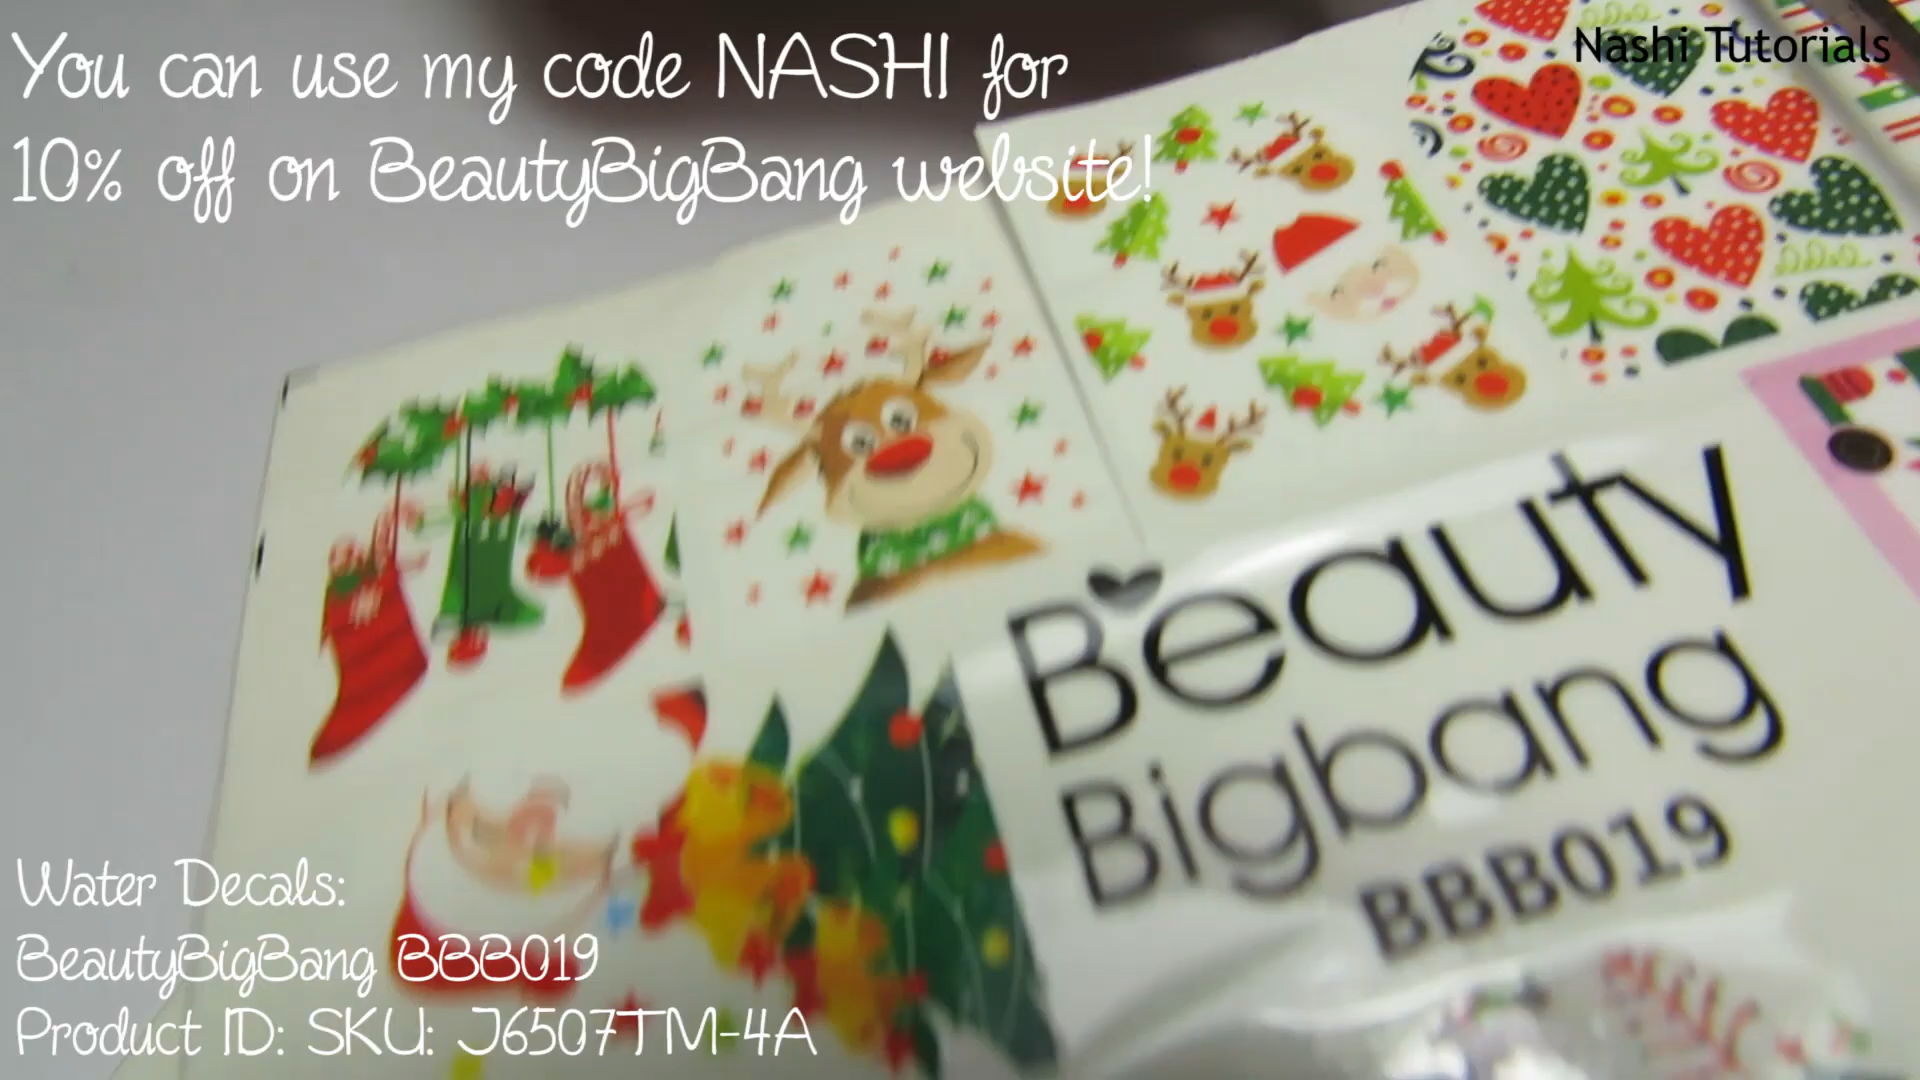 You can use my code NASHI for
10% off on BeautyBigBang website!
Nashi Tutorials
Beauty
Bigbang
BBB019
Water Decals:
BeautyBigBang BBB019
Product ID: SKU: J6507TM-4A